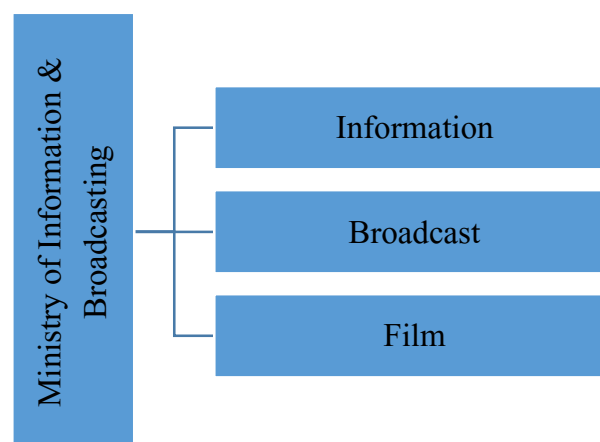 Ministry of Information &
Broadcasting
Information
Broadcast
Film